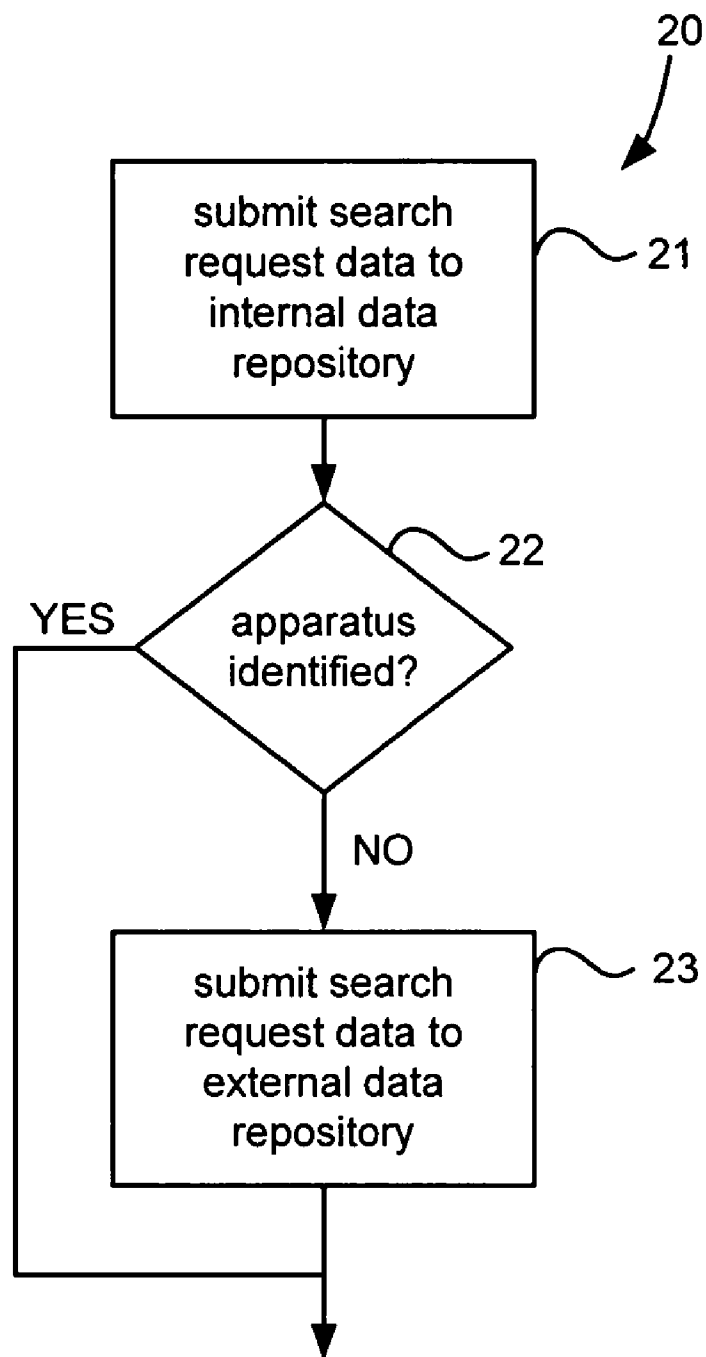 20
submit search
request data to
internal data
repository
21
22
YES
apparatus
identified?
NO
submit search
request data to
external data
repository
23